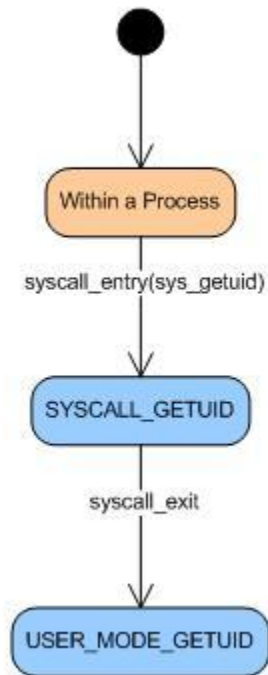 Within a Process
syscall_entry(sys_getuid)
SYSCALL_GETUID
syscall_exit
USER_MODE_GETUID